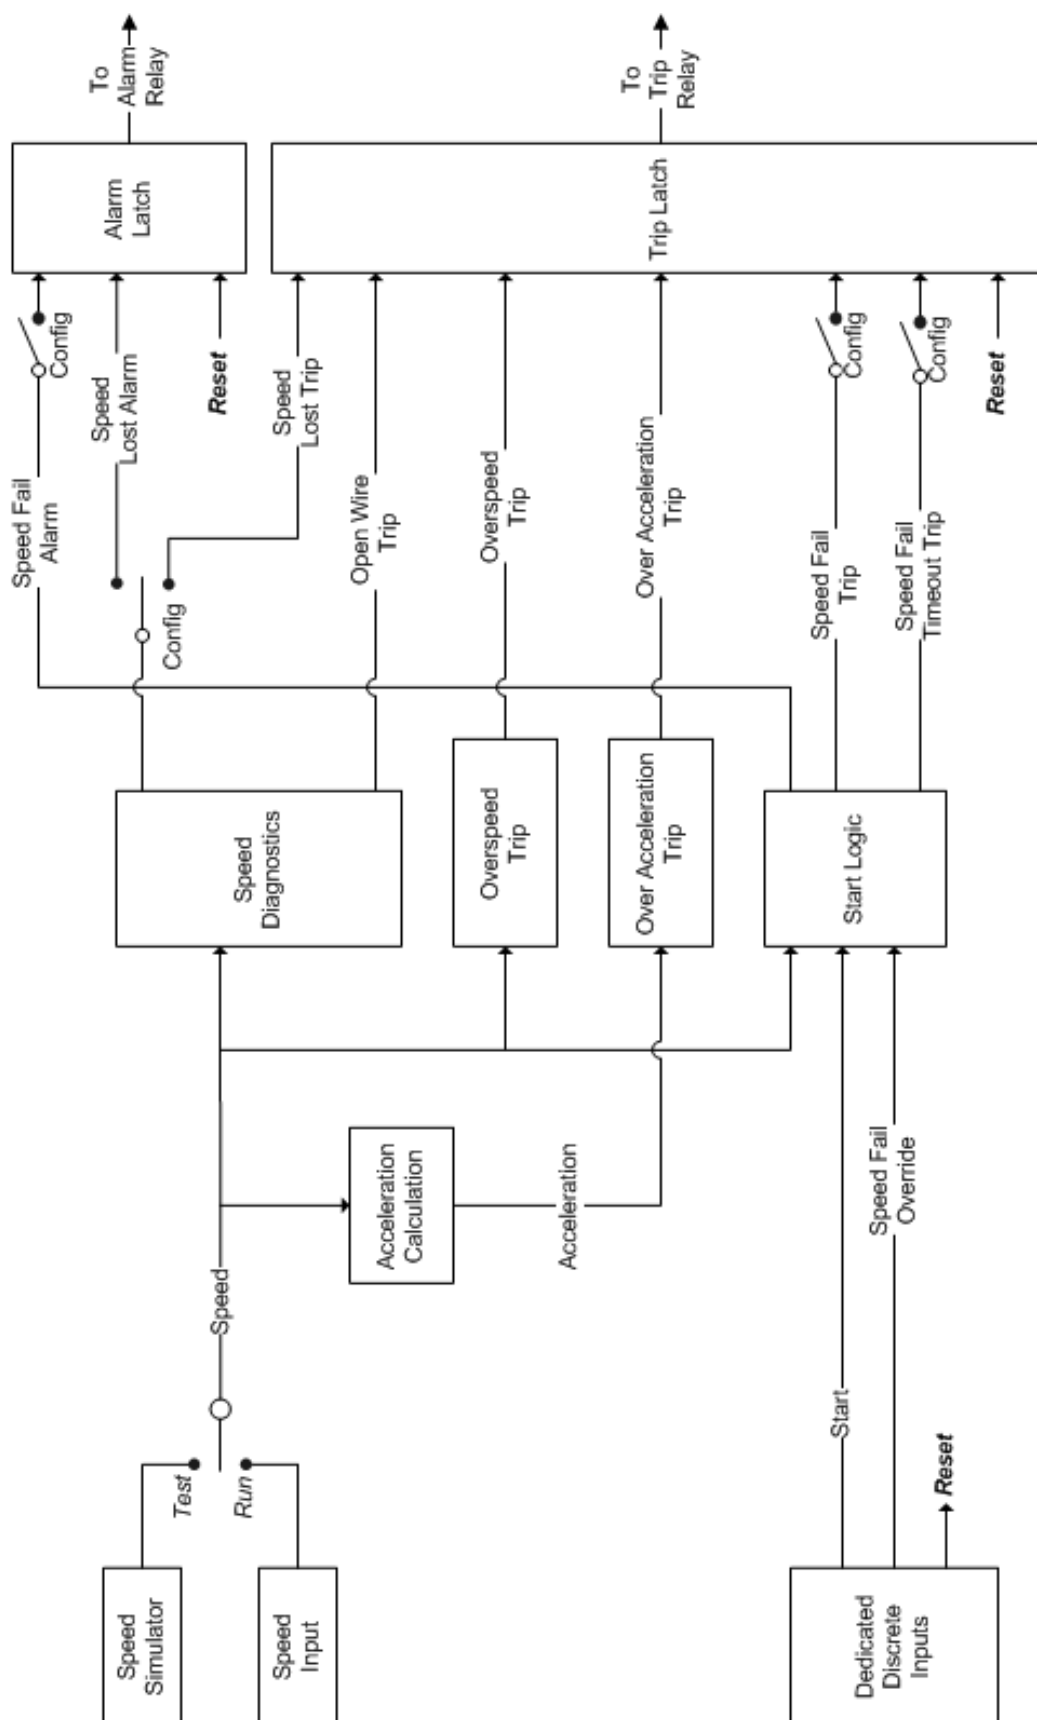 Speed
Simulator
Speed
Input
Dedicated
Discrete
Inputs
Test
Run
Reset
Speed
Start
Speed Fail
Override
Acceleration
Calculation
Acceleration
Speed
Diagnostics
Overspeed
Trip
Over Acceleration
Trip
Start Logic
Speed Fail
Alarm
Config
Speed
Lost Alarm
Config
Reset
Speed
Lost Trip
Open Wire
Trip
Overspeed
Trip
Over Acceleration
Trip
Speed Fail
Trip
Config
Speed Fail
Timeout Trip
Config
Reset
Alarm
Latch
Trip Latch
To
Alarm
Relay
To
Trip
Relay